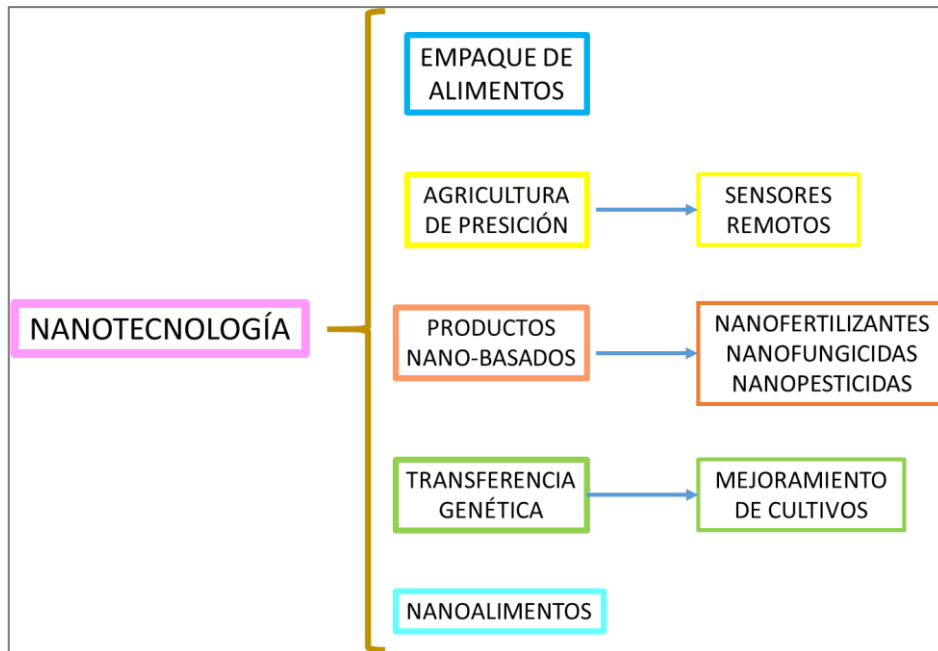 EMPAQUE DE
ALIMENTOS
AGRICULTURA
DE PRESICIÓN
SENSORES
REMOTOS
NANOTECNOLOGÍA
PRODUCTOS
NANO-BASADOS
NANOFERTILIZANTES
NANOFUNGICIDAS
NANOPESTICIDAS
TRANSFERENCIA
GENÉTICA
MEJORAMIENTO
DE CULTIVOS
NANOALIMENTOS